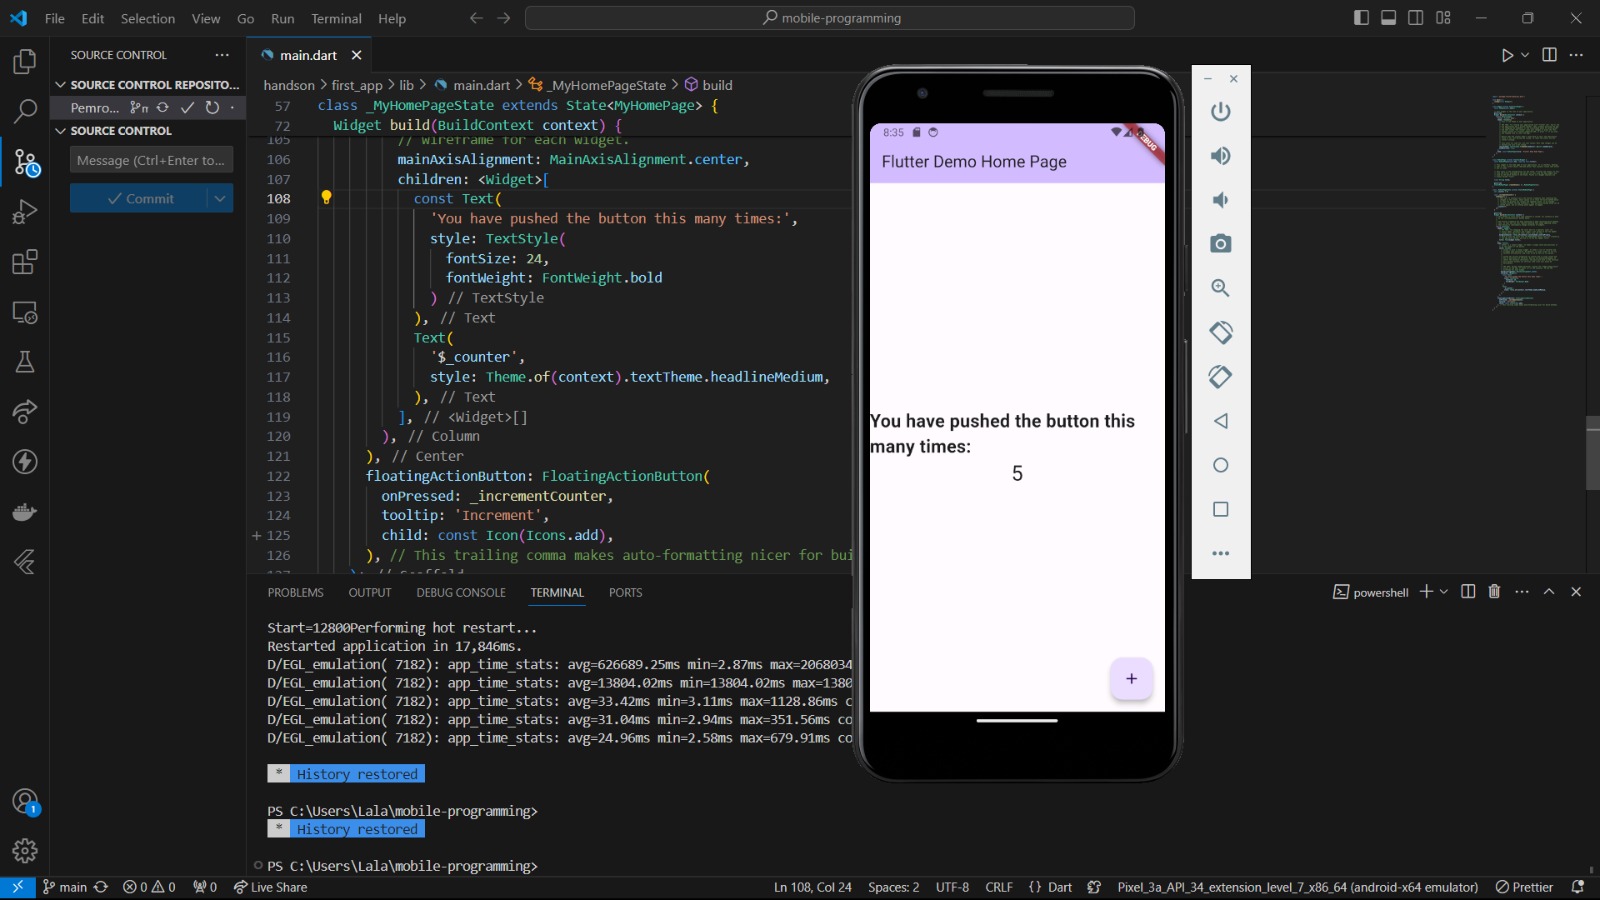 File Edit Selection View Go Run Terminal Help
mobile-programming
SOURCE CONTROL
SOURCE CONTROL REPOSITO...
Pemro...
SOURCE CONTROL
Message (Ctrl+Enter to...
Commit
main.dart
handson > first_app > lib > main.dart > _MyHomePageState > build
57 class _MyHomePageState extends State<MyHomePage> {
72 Widget build(BuildContext context) {
105 // wireframe for each widget.
106 mainAxisAlignment: MainAxisAlignment.center,
107 children: <Widget>[
108 const Text(
109 'You have pushed the button this many times:',
110 style: TextStyle(
111 fontSize: 24,
112 fontWeight: FontWeight.bold
113 ) // TextStyle
114 ), // Text
115 Text(
116 '$_counter',
117 style: Theme.of(context).textTheme.headlineMedium,
118 ), // Text
119 ], // <Widget>[]
120 ), // Column
121 ), // Center
122 floatingActionButton: FloatingActionButton(
123 onPressed: _incrementCounter,
124 tooltip: 'Increment',
125 child: const Icon(Icons.add),
126 ), // This trailing comma makes auto-formatting nicer for bui
127 ); // Scaffold
PROBLEMS OUTPUT DEBUG CONSOLE TERMINAL PORTS
powershell
Start=12800Performing hot restart...
Restarted application in 17,846ms.
D/EGL_emulation( 7182): app_time_stats: avg=626689.25ms min=2.87ms max=2068034
D/EGL_emulation( 7182): app_time_stats: avg=13804.02ms min=13804.02ms max=1380
D/EGL_emulation( 7182): app_time_stats: avg=33.42ms min=3.11ms max=1128.86ms c
D/EGL_emulation( 7182): app_time_stats: avg=31.04ms min=2.94ms max=351.56ms co
D/EGL_emulation( 7182): app_time_stats: avg=24.96ms min=2.58ms max=679.91ms co
* History restored
PS C:\Users\Lala\mobile-programming>
* History restored
PS C:\Users\Lala\mobile-programming>
8:35
DEBUG
Flutter Demo Home Page
You have pushed the button this
many times:
5
+
1
main 0 0 0 Live Share
Ln 108, Col 24 Spaces: 2 UTF-8 CRLF {} Dart Pixel_3a_API_34_extension_level_7_x86_64 (android-x64 emulator) Prettier